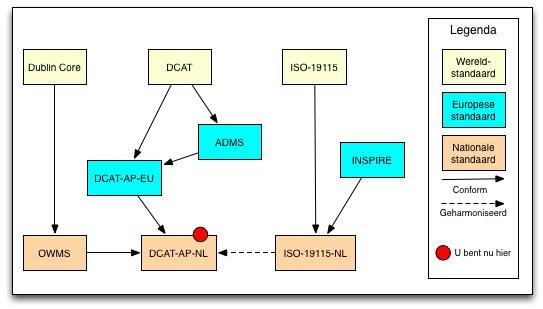 Legenda
Dublin Core
DCAT
ISO-19115
Wereld-
standaard
Europese
standaard
ADMS
INSPIRE
Nationale
standaard
DCAT-AP-EU
Conform
Geharmoniseerd
OWMS
DCAT-AP-NL
ISO-19115-NL
U bent nu hier